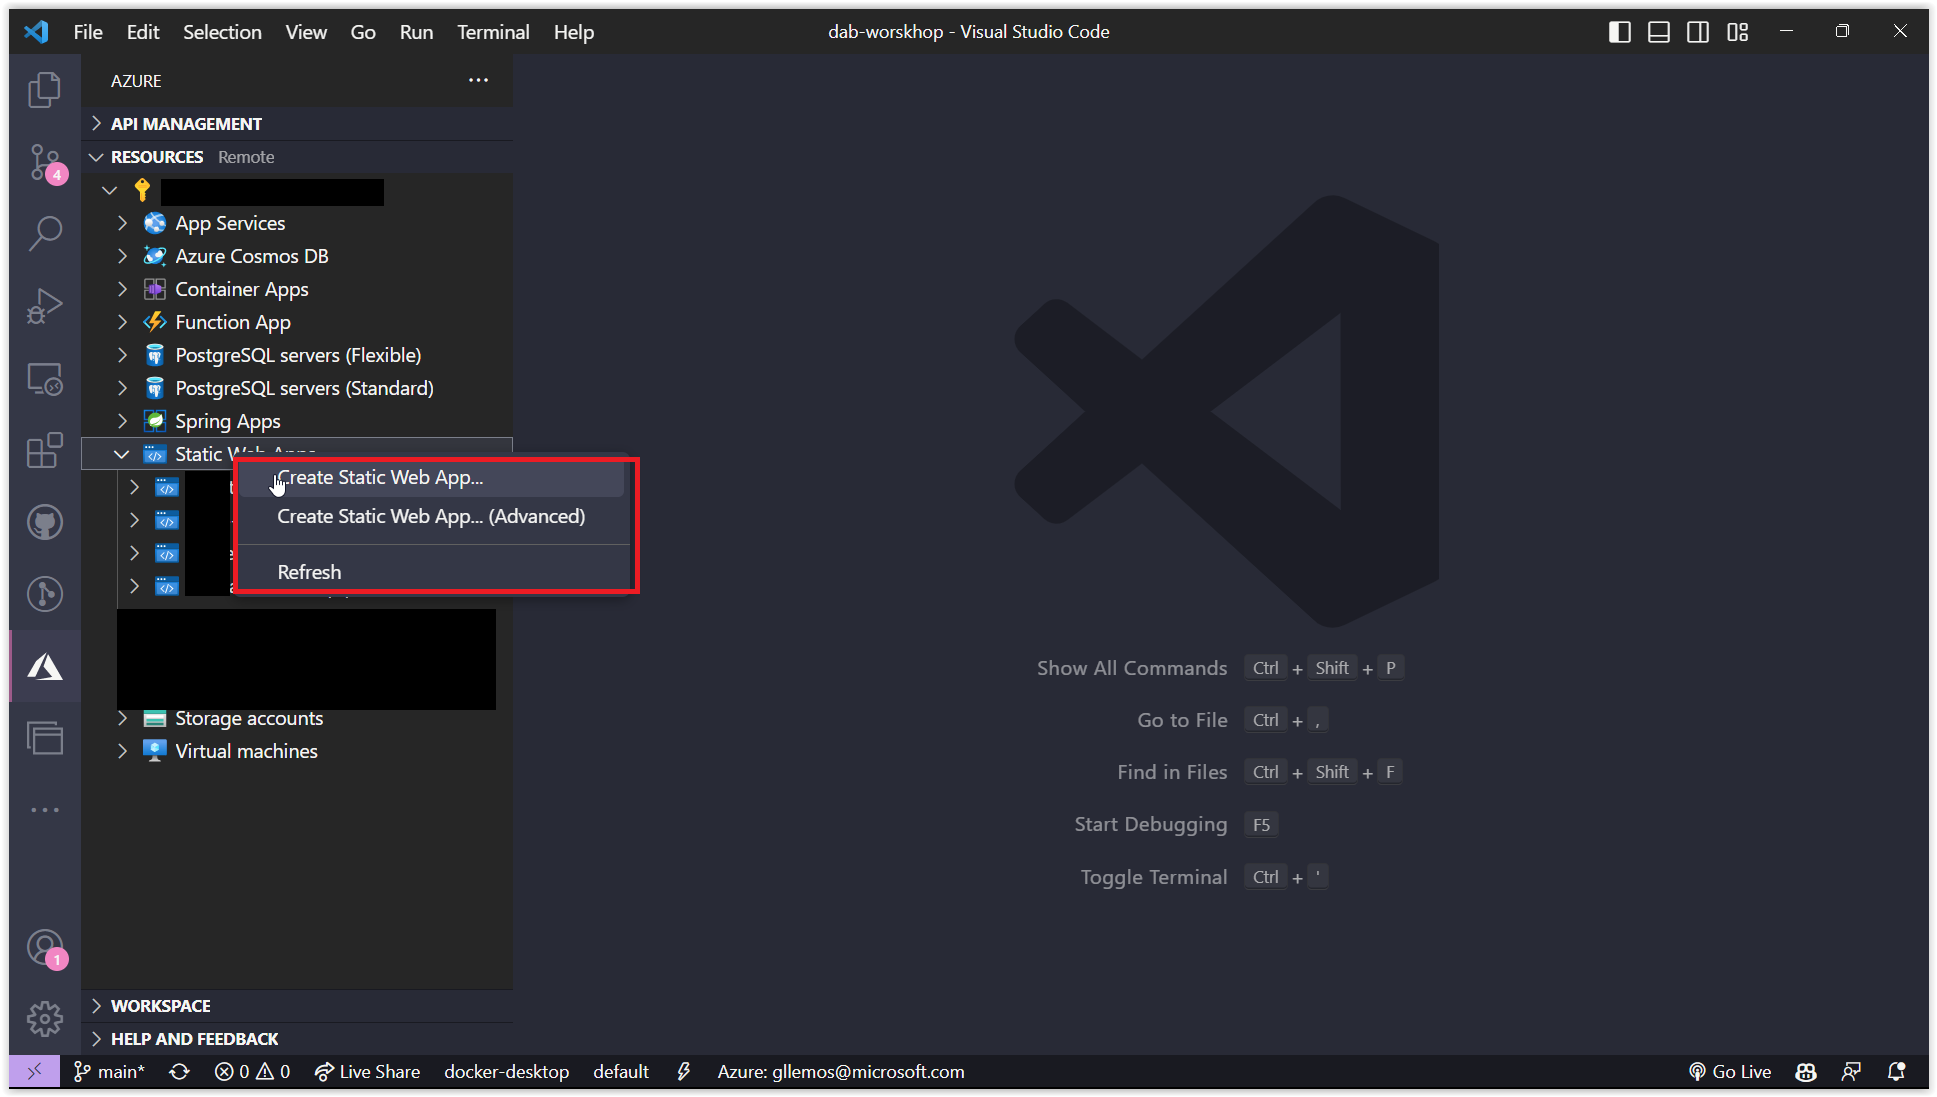 File Edit Selection View Go Run Terminal Help
dab-worskhop - Visual Studio Code
AZURE
API MANAGEMENT
RESOURCES Remote
4
App Services
Azure Cosmos DB
Container Apps
Function App
PostgreSQL servers (Flexible)
PostgreSQL servers (Standard)
Spring Apps
Static Web Apps
Create Static Web App...
Create Static Web App... (Advanced)
Refresh
Storage accounts
Virtual machines
Show All Commands Ctrl + Shift + P
Go to File Ctrl + ,
Find in Files Ctrl + Shift + F
Start Debugging F5
Toggle Terminal Ctrl + '
1
WORKSPACE
HELP AND FEEDBACK
main* 0 0 Live Share docker-desktop default Azure: gllemos@microsoft.com Go Live